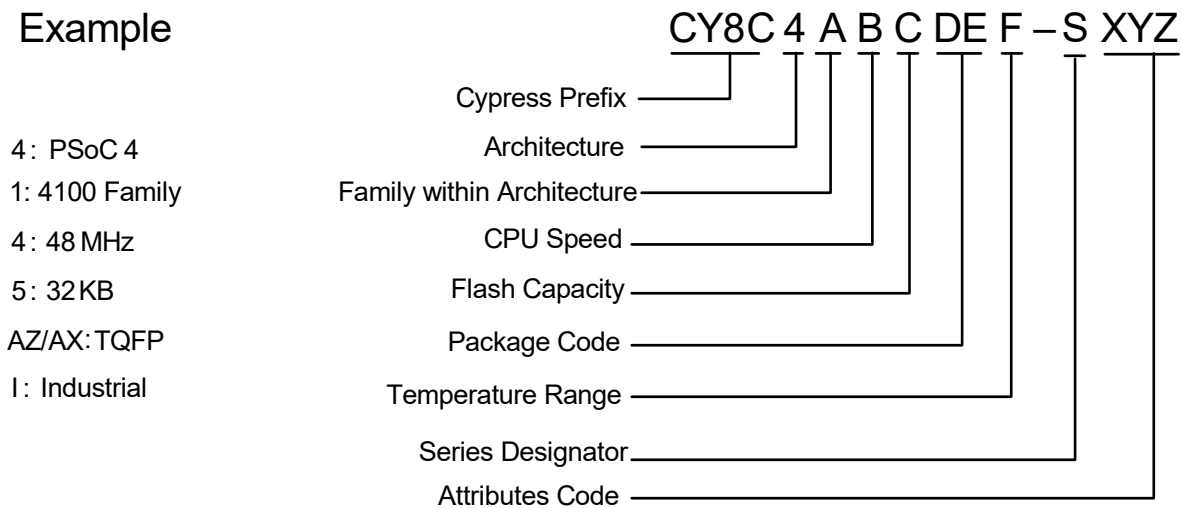 Example CY8C 4 A B C DE F – S XYZ
Cypress Prefix
4: PSoC 4 Architecture
1: 4100 Family Family within Architecture
4: 48 MHz CPU Speed
5: 32 KB Flash Capacity
AZ/AX: TQFP Package Code
I: Industrial Temperature Range
Series Designator
Attributes Code